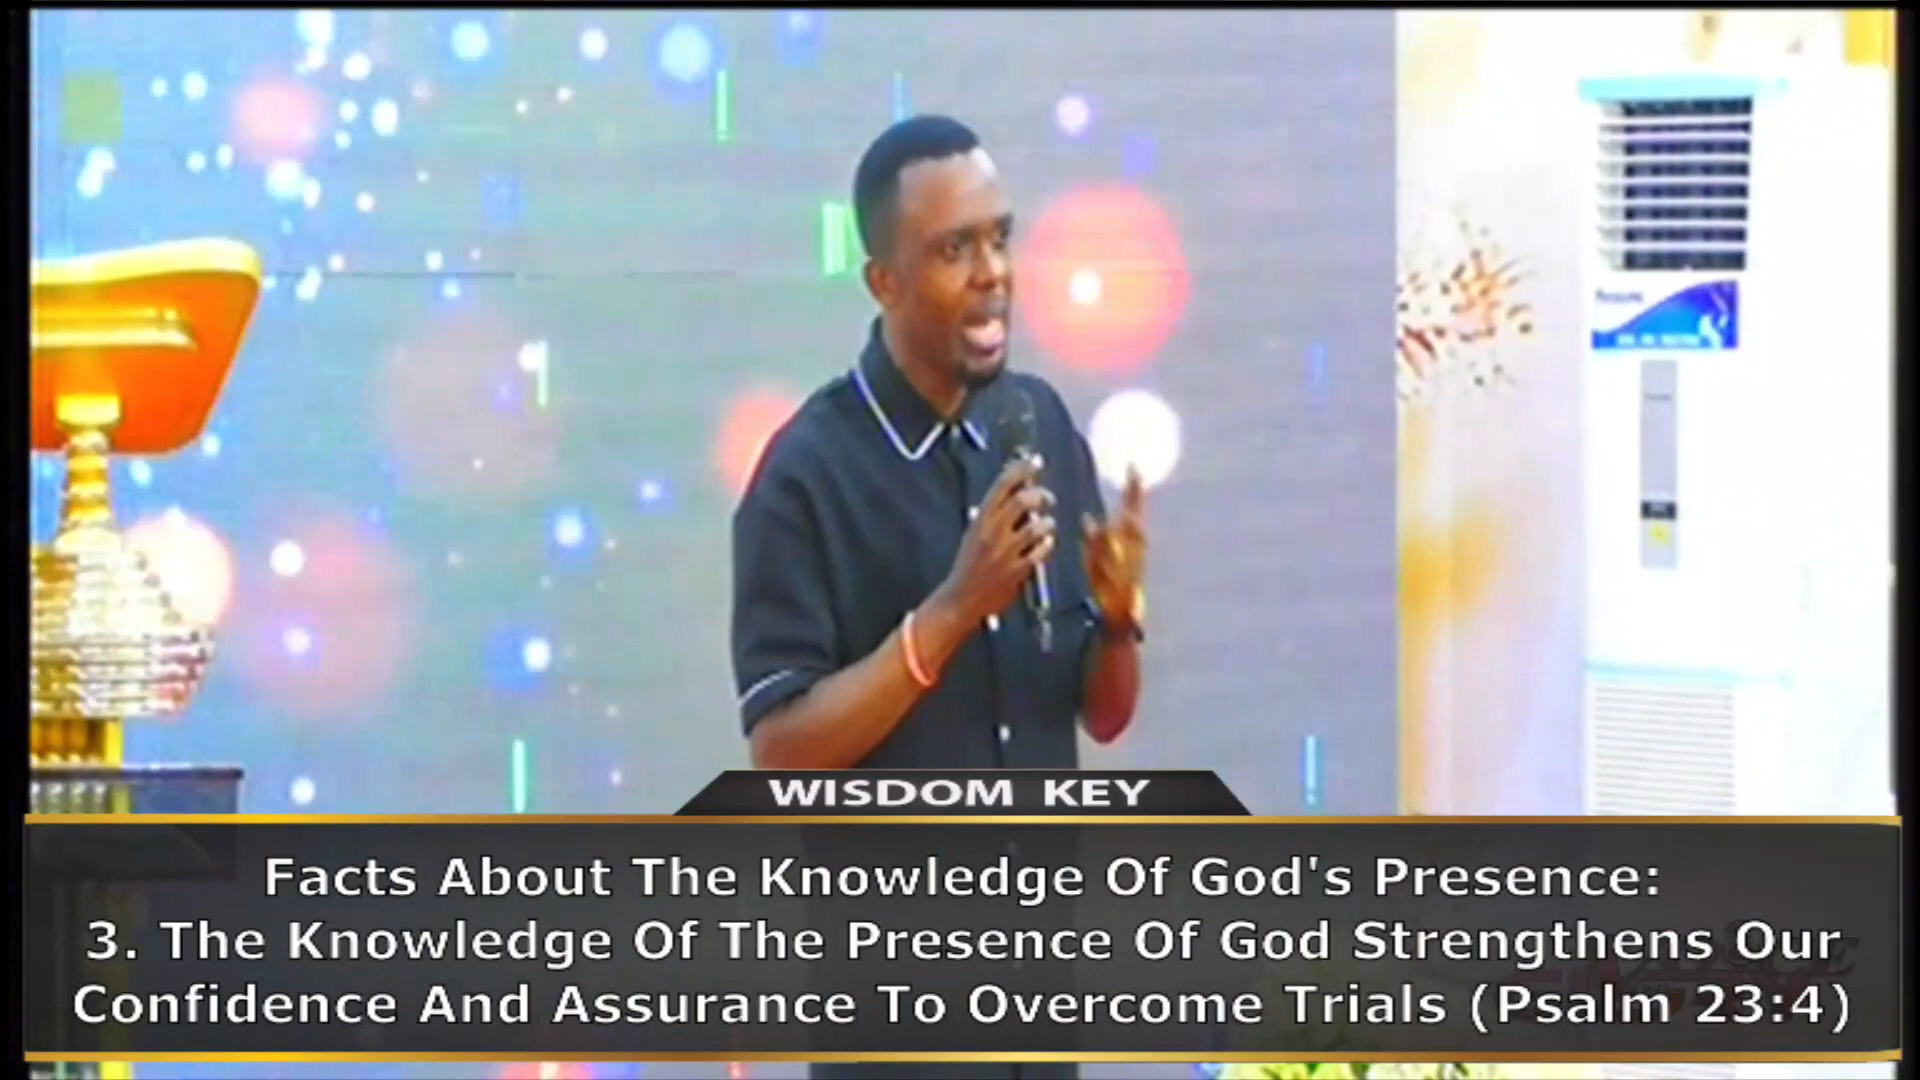 WISDOM KEY
Facts About The Knowledge Of God's Presence:
3. The Knowledge Of The Presence Of God Strengthens Our
Confidence And Assurance To Overcome Trials (Psalm 23:4)